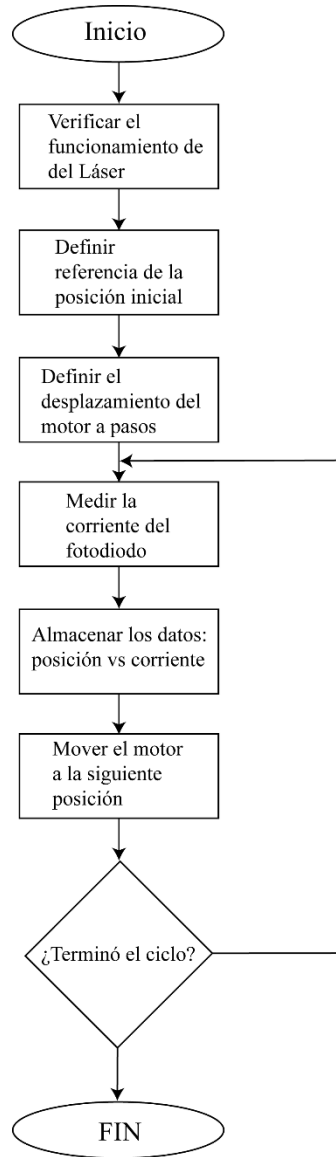 Inicio
Verificar el
funcionamiento de
del Láser
Definir
referencia de la
posición inicial
Definir el
desplazamiento del
motor a pasos
Medir la
corriente del
fotodiodo
Almacenar los datos:
posición vs corriente
Mover el motor
a la siguiente
posición
¿Terminó el ciclo?
FIN